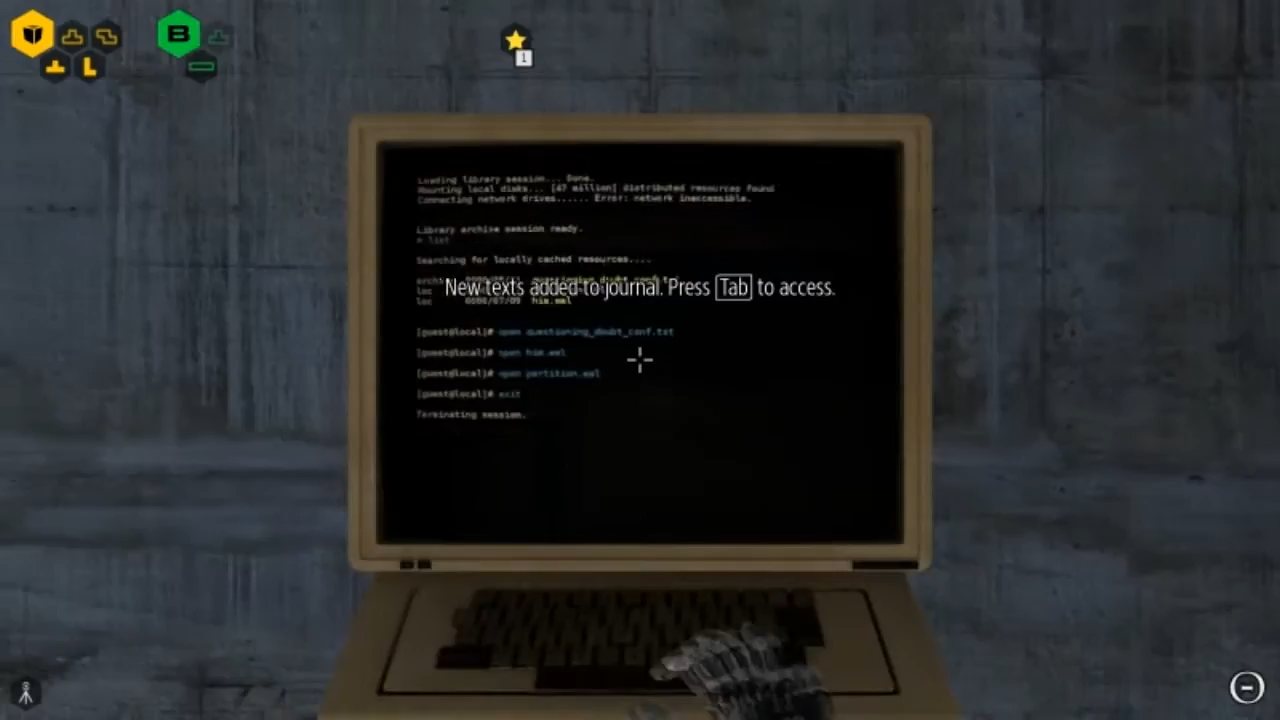 B
1
Loading library session... Done.
Mounting local disks... [47 million] distributed resources found
Connecting network drives...... Error: network inaccessible.
Library archive session ready.
> list
Searching for locally cached resources....
New texts added to journal. Press Tab to access.
loc 0000/07/09 him.eml
[guest@local]# open questioning_doubt_conf.txt
[guest@local]# open him.eml
[guest@local]# open partition.eml
[guest@local]# exit
Terminating session.